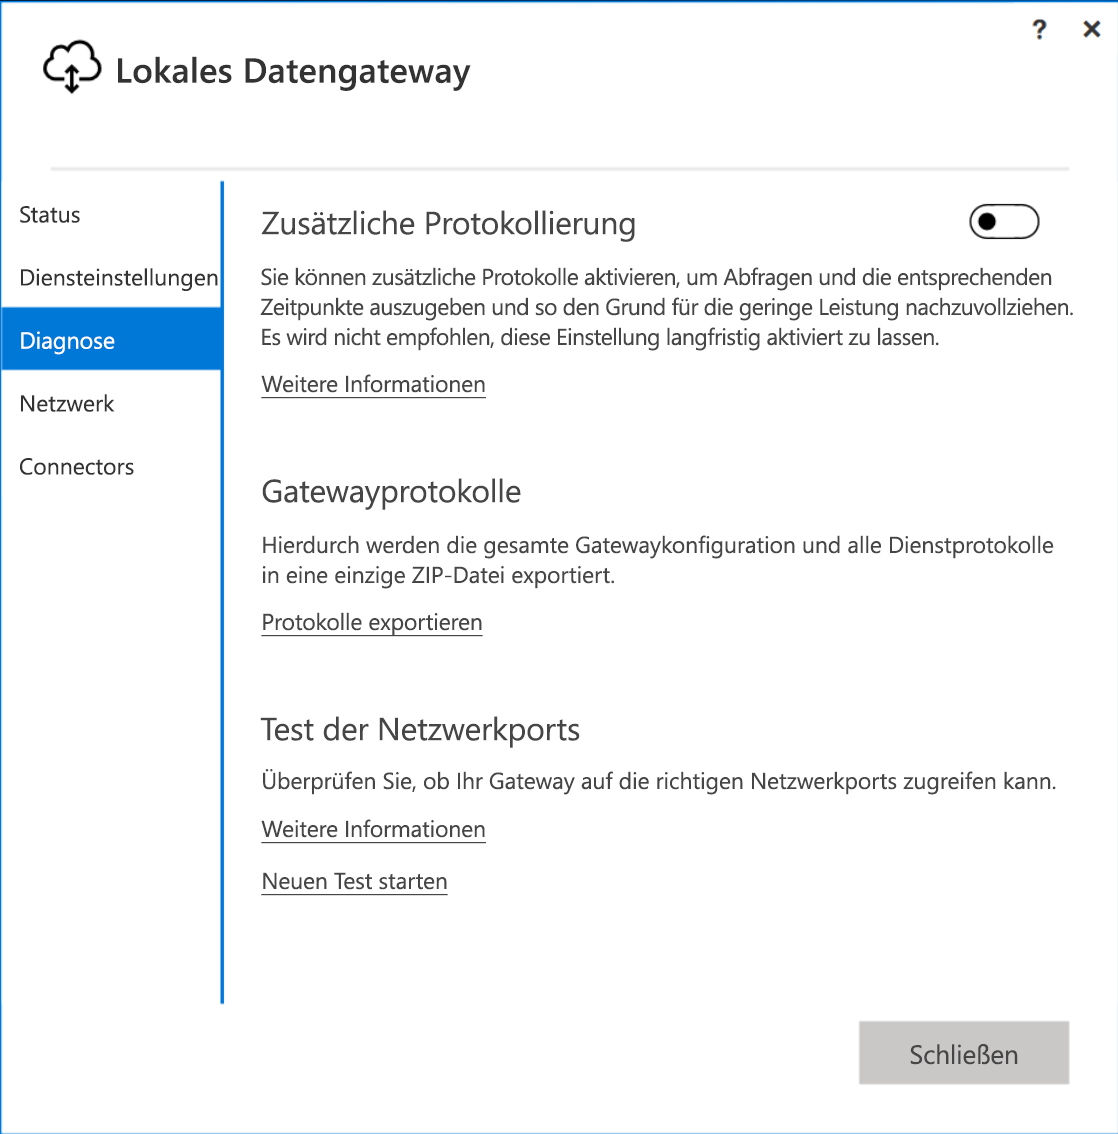 ?
Lokales Datengateway
Status
Diensteinstellungen
Diagnose
Netzwerk
Connectors
Zusätzliche Protokollierung
Sie können zusätzliche Protokolle aktivieren, um Abfragen und die entsprechenden
Zeitpunkte auszugeben und so den Grund für die geringe Leistung nachzuvollziehen.
Es wird nicht empfohlen, diese Einstellung langfristig aktiviert zu lassen.
Weitere Informationen
Gatewayprotokolle
Hierdurch werden die gesamte Gatewaykonfiguration und alle Dienstprotokolle
in eine einzige ZIP-Datei exportiert.
Protokolle exportieren
Test der Netzwerkports
Überprüfen Sie, ob Ihr Gateway auf die richtigen Netzwerkports zugreifen kann.
Weitere Informationen
Neuen Test starten
Schließen